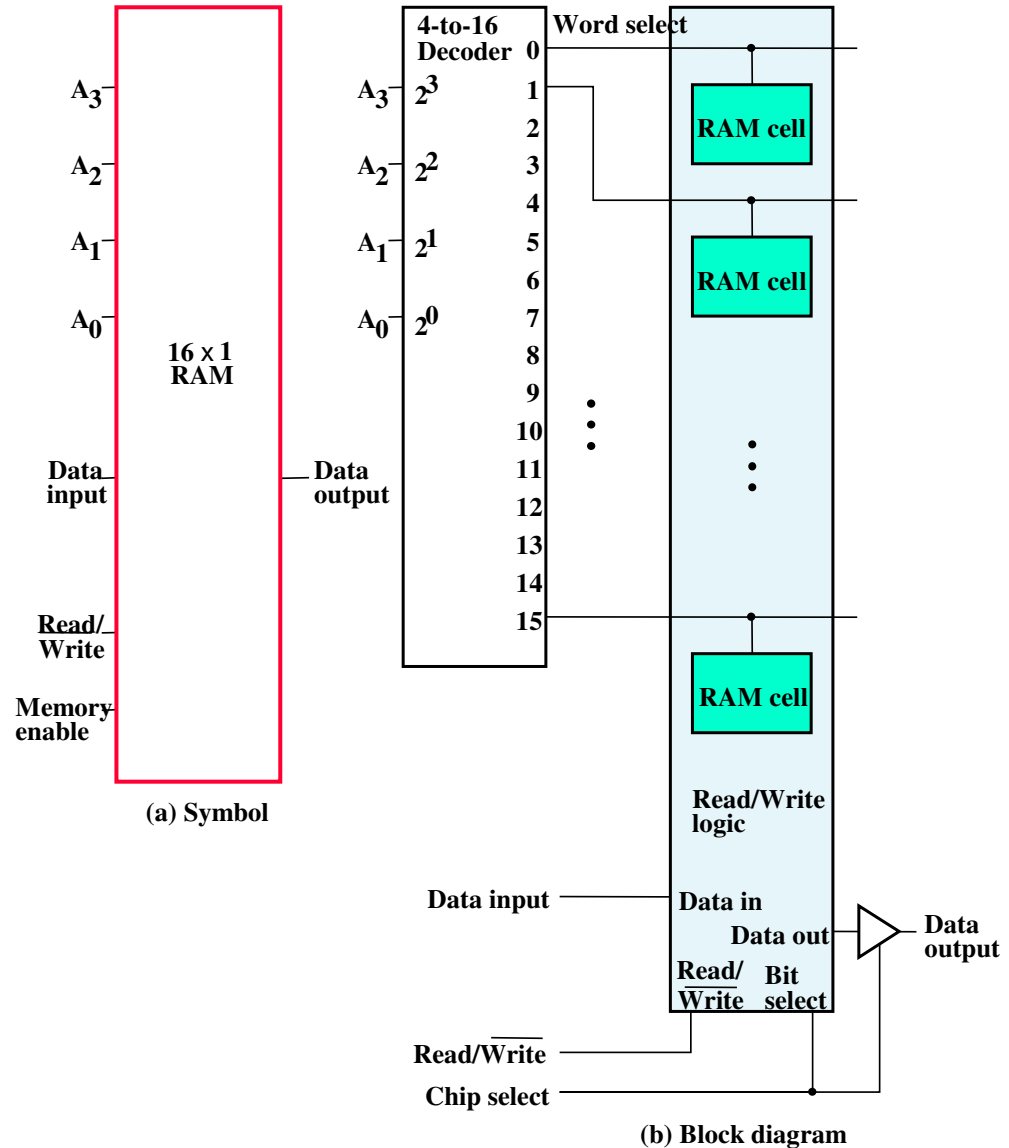 A3
A2
A1
A0
16 x 1
RAM
Data
input
Data
output
Read/
Write
Memory
enable
(a) Symbol
4-to-16
Decoder
A3
A2
A1
A0
2^3
2^2
2^1
2^0
0
1
2
3
4
5
6
7
8
9
10
11
12
13
14
15
Word select
RAM cell
RAM cell
RAM cell
Read/Write
logic
Data input
Data in
Data out
Data
output
Read/
Write
Bit
select
Read/Write
Chip select
(b) Block diagram